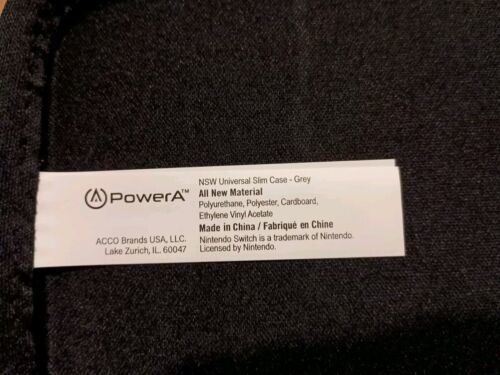 PowerA™
ACCO Brands USA, LLC.
Lake Zurich, IL. 60047
NSW Universal Slim Case - Grey
All New Material
Polyurethane, Polyester, Cardboard,
Ethylene Vinyl Acetate
Made in China / Fabriqué en Chine
Nintendo Switch is a trademark of Nintendo.
Licensed by Nintendo.